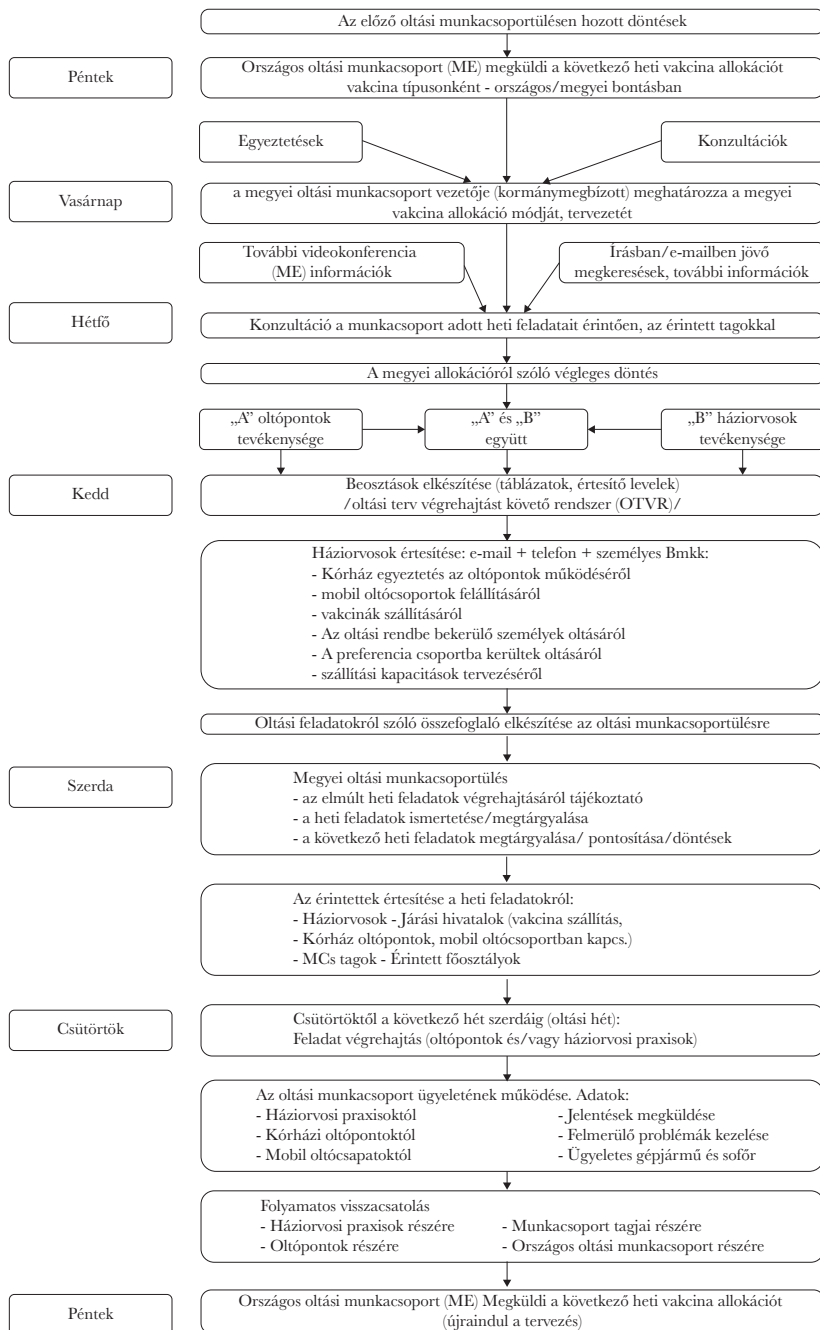 Az előző oltási munkacsoportülésen hozott döntések
Péntek
Országos oltási munkacsoport (ME) megküldi a következő heti vakcina allokációt
vakcina típusonként - országos/megyei bontásban
Egyeztetések
Konzultációk
Vasárnap
a megyei oltási munkacsoport vezetője (kormánymegbízott) meghatározza a megyei
vakcina allokáció módját, tervezetét
További videokonferencia
(ME) információk
Írásban/e-mailben jövő
megkeresések, további információk
Hétfő
Konzultáció a munkacsoport adott heti feladatait érintően, az érintett tagokkal
A megyei allokációról szóló végleges döntés
„A” oltópontok
tevékenysége
„A” és „B”
együtt
„B” háziorvosok
tevékenysége
Kedd
Beosztások elkészítése (táblázatok, értesítő levelek)
/oltási terv végrehajtást követő rendszer (OTVR)/
Háziorvosok értesítése: e-mail + telefon + személyes Bmkk:
- Kórház egyeztetés az oltópontok működéséről
- mobil oltócsoportok felállításáról
- vakcinák szállításáról
- Az oltási rendbe bekerülő személyek oltásáról
- A preferencia csoportba kerültek oltásáról
- szállítási kapacitások tervezéséről
Oltási feladatokról szóló összefoglaló elkészítése az oltási munkacsoportülésre
Szerda
Megyei oltási munkacsoportülés
- az elmúlt heti feladatok végrehajtásáról tájékoztató
- a heti feladatok ismertetése/megtárgyalása
- a következő heti feladatok megtárgyalása/ pontosítása/döntések
Az érintettek értesítése a heti feladatokról:
- Háziorvosok - Járási hivatalok (vakcina szállítás,
- Kórház oltópontok, mobil oltócsoportban kapcs.)
- MCs tagok - Érintett főosztályok
Csütörtök
Csütörtöktől a következő hét szerdáig (oltási hét):
Feladat végrehajtás (oltópontok és/vagy háziorvosi praxisok)
Az oltási munkacsoport ügyeletének működése. Adatok:
- Háziorvosi praxisoktól - Jelentések megküldése
- Kórházi oltópontoktól - Felmerülő problémák kezelése
- Mobil oltócsapatoktól - Ügyeletes gépjármű és sofőr
Folyamatos visszacsatolás
- Háziorvosi praxisok részére - Munkacsoport tagjai részére
- Oltópontok részére - Országos oltási munkacsoport részére
Péntek
Országos oltási munkacsoport (ME) Megküldi a következő heti vakcina allokációt
(újraindul a tervezés)